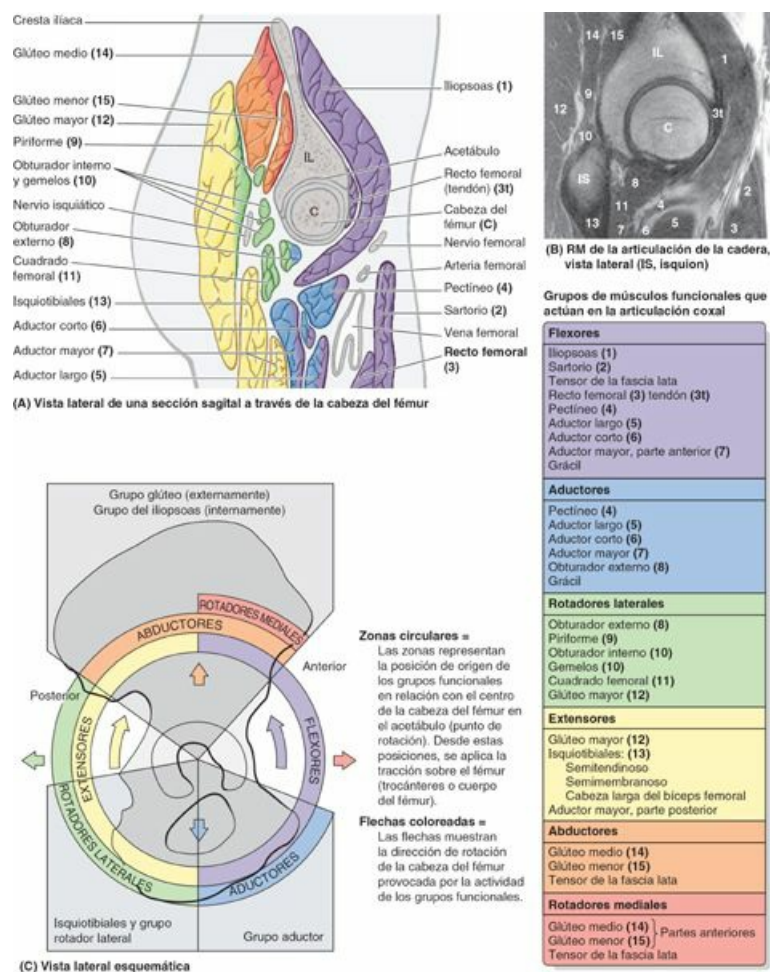 Cresta ilíaca
Glúteo medio (14)
Glúteo menor (15)
Glúteo mayor (12)
Piriforme (9)
Obturador interno
y gemelos (10)
Nervio isquiático
Obturador
externo (8)
Cuadrado
femoral (11)
Isquiotibiales (13)
Aductor corto (6)
Aductor mayor (7)
Aductor largo (5)
IL
C
Iliopsoas (1)
Acetábulo
Recto femoral
(tendón) (3t)
Cabeza del
fémur (C)
Nervio femoral
Arteria femoral
Pectíneo (4)
Sartorio (2)
Vena femoral
Recto femoral
(3)
(A) Vista lateral de una sección sagital a través de la cabeza del fémur
14
15
IL
1
9
12
3t
C
10
IS
8
2
11
4
13
7
6
5
3
(B) RM de la articulación de la cadera,
vista lateral (IS, isquion)
Grupos de músculos funcionales que
actúan en la articulación coxal
Flexores
Iliopsoas (1)
Sartorio (2)
Tensor de la fascia lata
Recto femoral (3) tendón (3t)
Pectíneo (4)
Aductor largo (5)
Aductor corto (6)
Aductor mayor, parte anterior (7)
Grácil
Aductores
Pectíneo (4)
Aductor largo (5)
Aductor corto (6)
Aductor mayor (7)
Obturador externo (8)
Grácil
Rotadores laterales
Obturador externo (8)
Piriforme (9)
Obturador interno (10)
Gemelos (10)
Cuadrado femoral (11)
Glúteo mayor (12)
Extensores
Glúteo mayor (12)
Isquiotibiales: (13)
Semitendinoso
Semimembranoso
Cabeza larga del bíceps femoral
Aductor mayor, parte posterior
Abductores
Glúteo medio (14)
Glúteo menor (15)
Tensor de la fascia lata
Rotadores mediales
Glúteo medio (14)
Glúteo menor (15)
Partes anteriores
Tensor de la fascia lata
Grupo glúteo (externamente)
Grupo del iliopsoas (internamente)
ROTADORES MEDIALES
ABDUCTORES
Anterior
Posterior
EXTENSORES
FLEXORES
ROTADORES LATERALES
ADUCTORES
Isquiotibiales y grupo
rotador lateral
Grupo aductor
(C) Vista lateral esquemática
Zonas circulares =
Las zonas representan
la posición de origen de
los grupos funcionales
en relación con el centro
de la cabeza del fémur en
el acetábulo (punto de
rotación). Desde estas
posiciones, se aplica la
tracción sobre el fémur
(trocánteres o cuerpo
del fémur).
Flechas coloreadas =
Las flechas muestran
la dirección de rotación
de la cabeza del fémur
provocada por la actividad
de los grupos funcionales.